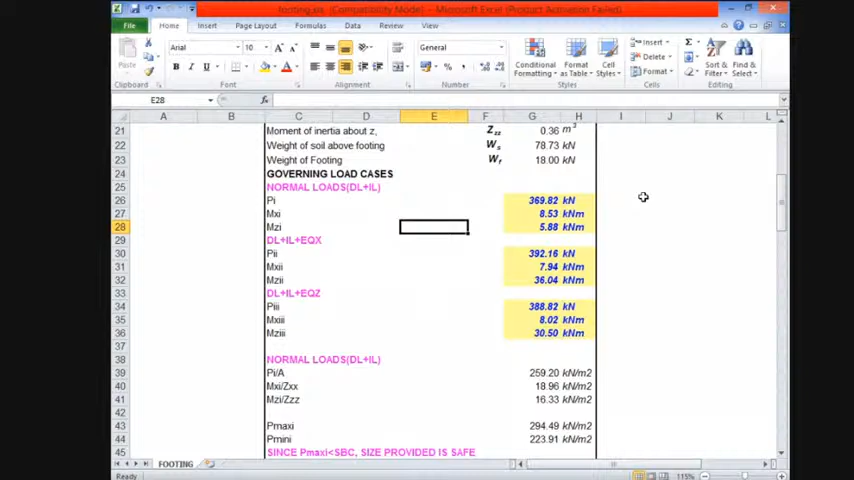 footing.xls [Compatibility Mode] - Microsoft Excel (Product Activation Failed)
File Home Insert Page Layout Formulas Data Review View
Paste Arial 10 General Conditional Formatting Format as Table Cell Styles Insert Delete Format Sort & Filter Find & Select
Clipboard Font Alignment Number Styles Cells Editing
E28 fx
A B C D E F G H I J K L
21 Moment of inertia about z, Zzz 0.36 m3
22 Weight of soil above footing Ws 78.73 kN
23 Weight of Footing Wf 18.00 kN
24 GOVERNING LOAD CASES
25 NORMAL LOADS(DL+IL)
26 Pi 369.82 kN
27 Mxi 8.53 kNm
28 Mzi 5.88 kNm
29 DL+IL+EQX
30 Pii 392.16 kN
31 Mxii 7.94 kNm
32 Mzii 36.04 kNm
33 DL+IL+EQZ
34 Piii 388.82 kN
35 Mxiii 8.02 kNm
36 Mziii 30.50 kNm
37
38 NORMAL LOADS(DL+IL)
39 Pi/A 259.20 kN/m2
40 Mxi/Zxx 18.96 kN/m2
41 Mzi/Zzz 16.33 kN/m2
42
43 Pmaxi 294.49 kN/m2
44 Pmini 223.91 kN/m2
45 SINCE Pmaxi<SBC, SIZE PROVIDED IS SAFE
FOOTING
Ready 115%